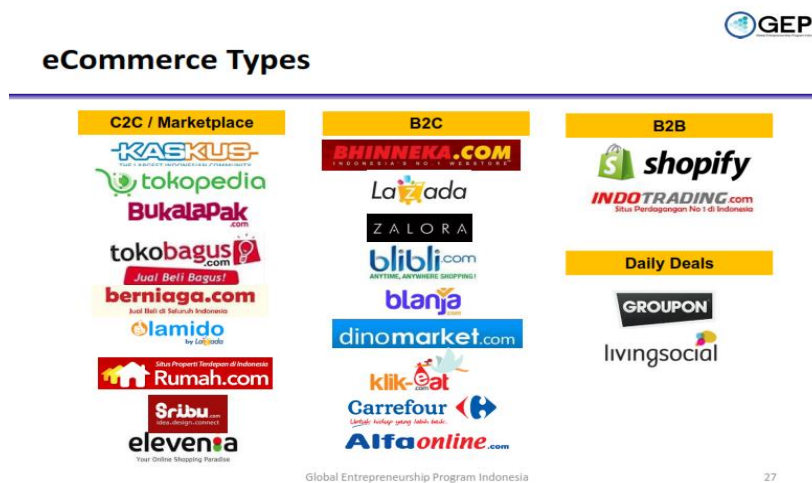 GEP
eCommerce Types
C2C / Marketplace
KASKUS
THE LARGEST INDONESIAN COMMUNITY
tokopedia
BukaLapak
.com
tokobagus
.com
Jual Beli Bagus!
berniaga.com
Jual Beli di Seluruh Indonesia
lamido
by Lazada
Situs Properti Terdepan di Indonesia
Rumah.com
Sribu.com
idea.design.connect
elevenia
Your Online Shopping Paradise
B2C
BHINNEKA.COM
INDONESIA'S NO.1 WEBSTORE
Lazada
ZALORA
blibli.com
ANYTIME, ANYWHERE SHOPPING!
blanja
.com
dinomarket.com
klik-eat
.com
Carrefour
Untuk hidup yang lebih baik.
Alfaonline.com
B2B
shopify
INDOTRADING.com
Situs Perdagangan No 1 di Indonesia
Daily Deals
GROUPON
livingsocial
Global Entrepreneurship Program Indonesia
27